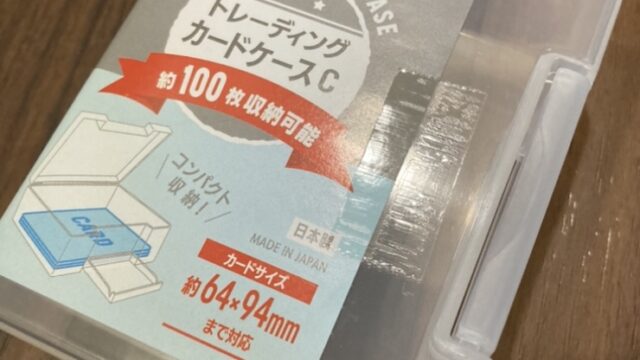 CASE
トレーディング
カードケースC
約100枚収納可能
コンパクト
収納！
CARD
日本製
MADE IN JAPAN
カードサイズ
約64×94mm
まで対応